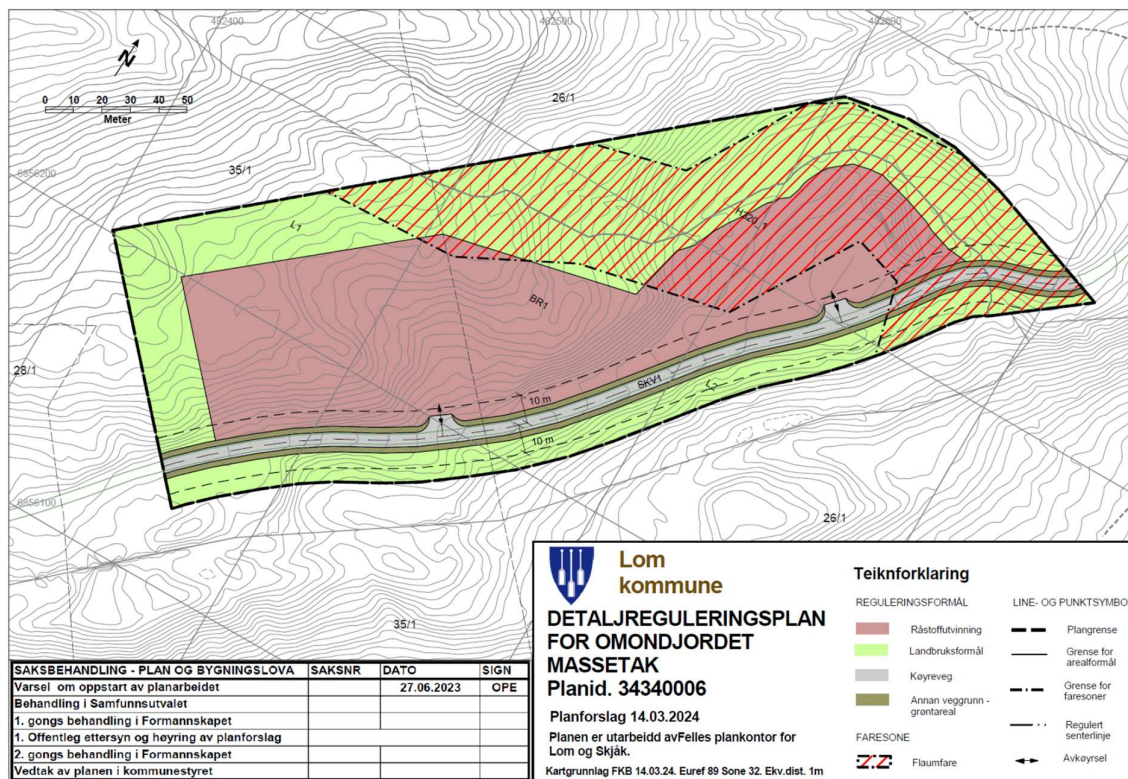 482400
482500
482600
N
0 10 20 30 40 50
Meter
26/1
6856200
35/1
L1
H320_1
BR1
28/1
SKV1
L2
10 m
10 m
6856100
26/1
35/1
Lom
kommune
DETALJREGULERINGSPLAN
FOR OMONDJORDET
MASSETAK
Planid. 34340006
Planforslag 14.03.2024
Planen er utarbeidd avFelles plankontor for
Lom og Skjåk.
Kartgrunnlag FKB 14.03.24. Euref 89 Sone 32. Ekv.dist. 1m
Teiknforklaring
REGULERINGSFORMÅL
Råstoffutvinning
Landbruksformål
Køyreveg
Annan veggrunn -
grøntareal
FARESONE
Flaumfare
LINE- OG PUNKTSYMBO
Plangrense
Grense for
arealformål
Grense for
faresoner
Regulert
senterlinje
Avkøyrsel
SAKSBEHANDLING - PLAN OG BYGNINGSLOVA SAKSNR DATO SIGN
Varsel om oppstart av planarbeidet 27.06.2023 OPE
Behandling i Samfunnsutvalet
1. gongs behandling i Formannskapet
1. Offentleg ettersyn og høyring av planforslag
2. gongs behandling i Formannskapet
Vedtak av planen i kommunestyret